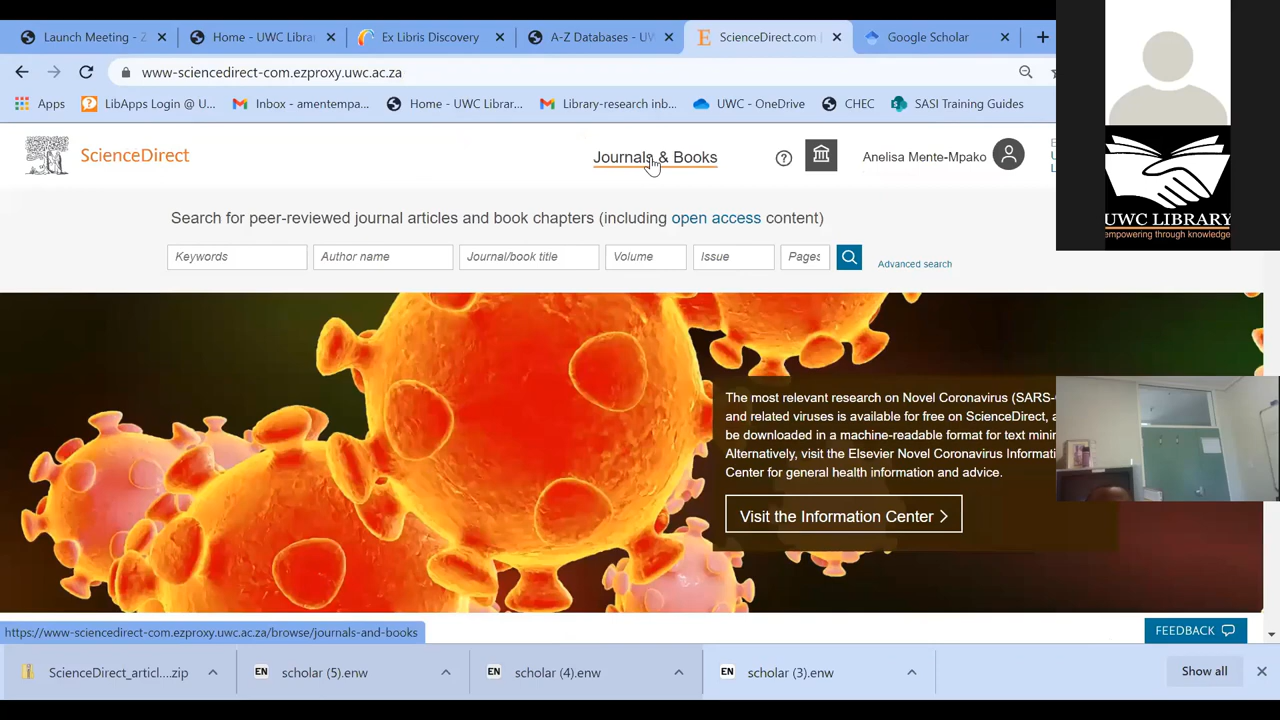 Launch Meeting - Z
Home - UWC Libra
Ex Libris Discovery
A-Z Databases - UW
ScienceDirect.com |
Google Scholar
www-sciencedirect-com.ezproxy.uwc.ac.za
Apps
LibApps Login @ U...
Inbox - amentempa...
Home - UWC Librar...
Library-research inb...
UWC - OneDrive
CHEC
SASI Training Guides
ScienceDirect
Journals & Books
Anelisa Mente-Mpako
UWC LIBRARY
empowering through knowledge
Search for peer-reviewed journal articles and book chapters (including open access content)
Keywords
Author name
Journal/book title
Volume
Issue
Pages
Advanced search
The most relevant research on Novel Coronavirus (SARS-
and related viruses is available for free on ScienceDirect, a
be downloaded in a machine-readable format for text minin
Alternatively, visit the Elsevier Novel Coronavirus Informati
Center for general health information and advice.
Visit the Information Center
https://www-sciencedirect-com.ezproxy.uwc.ac.za/browse/journals-and-books
FEEDBACK
ScienceDirect_articl....zip
EN scholar (5).enw
EN scholar (4).enw
EN scholar (3).enw
Show all